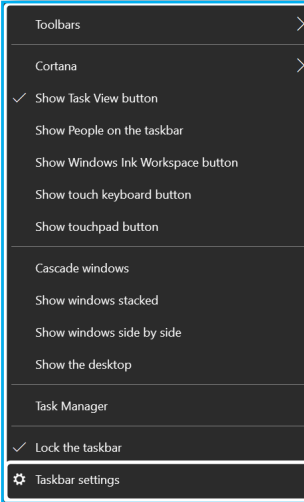 Toolbars
Cortana
Show Task View button
Show People on the taskbar
Show Windows Ink Workspace button
Show touch keyboard button
Show touchpad button
Cascade windows
Show windows stacked
Show windows side by side
Show the desktop
Task Manager
Lock the taskbar
Taskbar settings